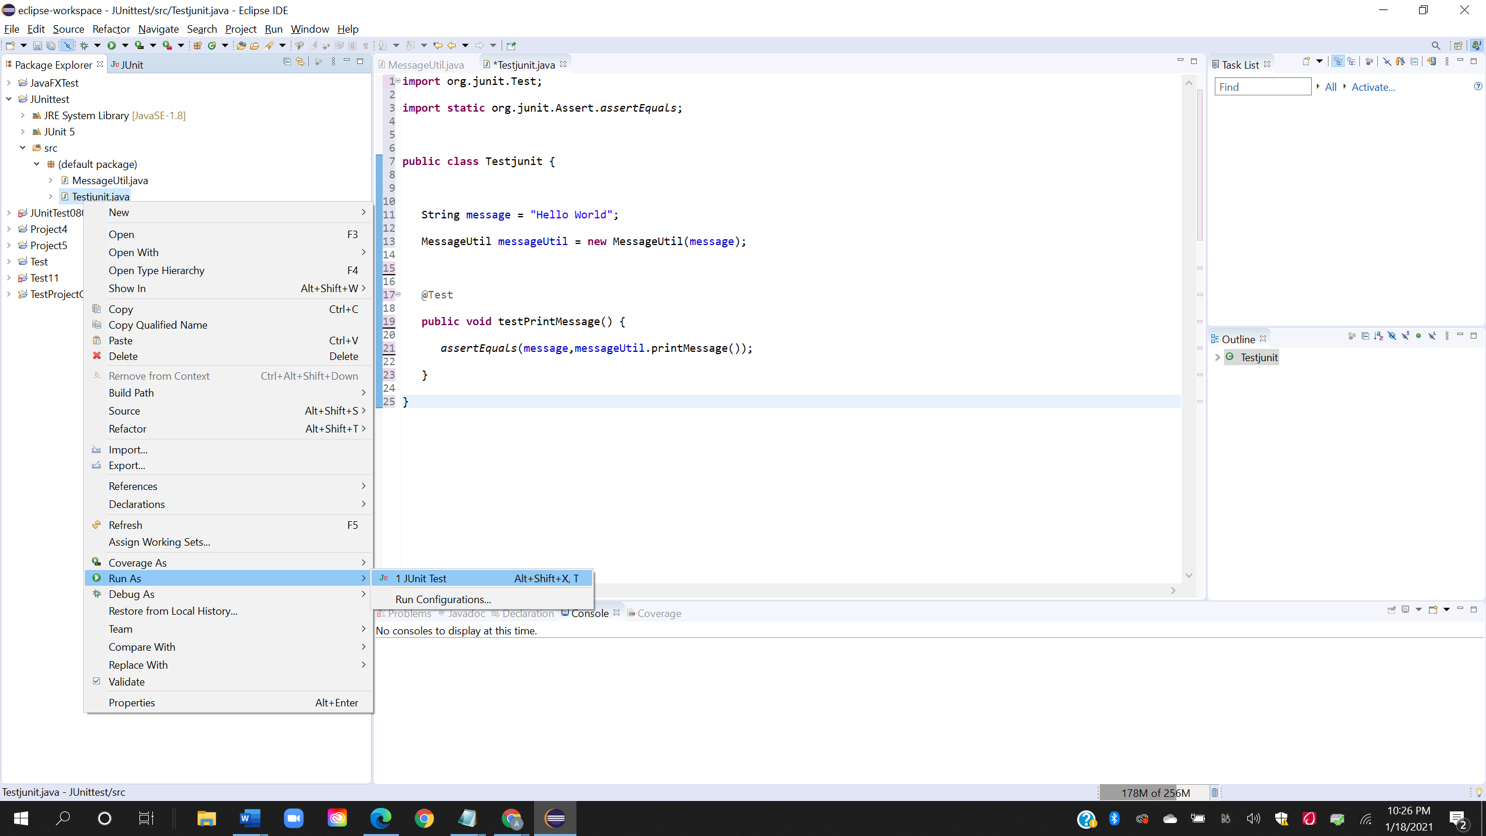 eclipse-workspace - JUnittest/src/Testjunit.java - Eclipse IDE
File Edit Source Refactor Navigate Search Project Run Window Help
Package Explorer
JUnit
JavaFXTest
JUnittest
JRE System Library [JavaSE-1.8]
JUnit 5
src
(default package)
MessageUtil.java
Testjunit.java
JUnitTest08
Project4
Project5
Test
Test11
TestProject
New
Open F3
Open With
Open Type Hierarchy F4
Show In Alt+Shift+W
Copy Ctrl+C
Copy Qualified Name
Paste Ctrl+V
Delete Delete
Remove from Context Ctrl+Alt+Shift+Down
Build Path
Source Alt+Shift+S
Refactor Alt+Shift+T
Import...
Export...
References
Declarations
Refresh F5
Assign Working Sets...
Coverage As
Run As
Debug As
Restore from Local History...
Team
Compare With
Replace With
Validate
Properties Alt+Enter
1 JUnit Test Alt+Shift+X, T
Run Configurations...
MessageUtil.java *Testjunit.java
1 import org.junit.Test;
2
3 import static org.junit.Assert.assertEquals;
4
5
6
7 public class Testjunit {
8
9
10
11 String message = "Hello World";
12
13 MessageUtil messageUtil = new MessageUtil(message);
14
15
16
17 @Test
18
19 public void testPrintMessage() {
20
21 assertEquals(message,messageUtil.printMessage());
22
23 }
24
25 }
Problems Javadoc Declaration Console Coverage
No consoles to display at this time.
Task List
Find All Activate...
Outline
Testjunit
Testjunit.java - JUnittest/src
178M of 256M
10:26 PM
1/18/2021
2